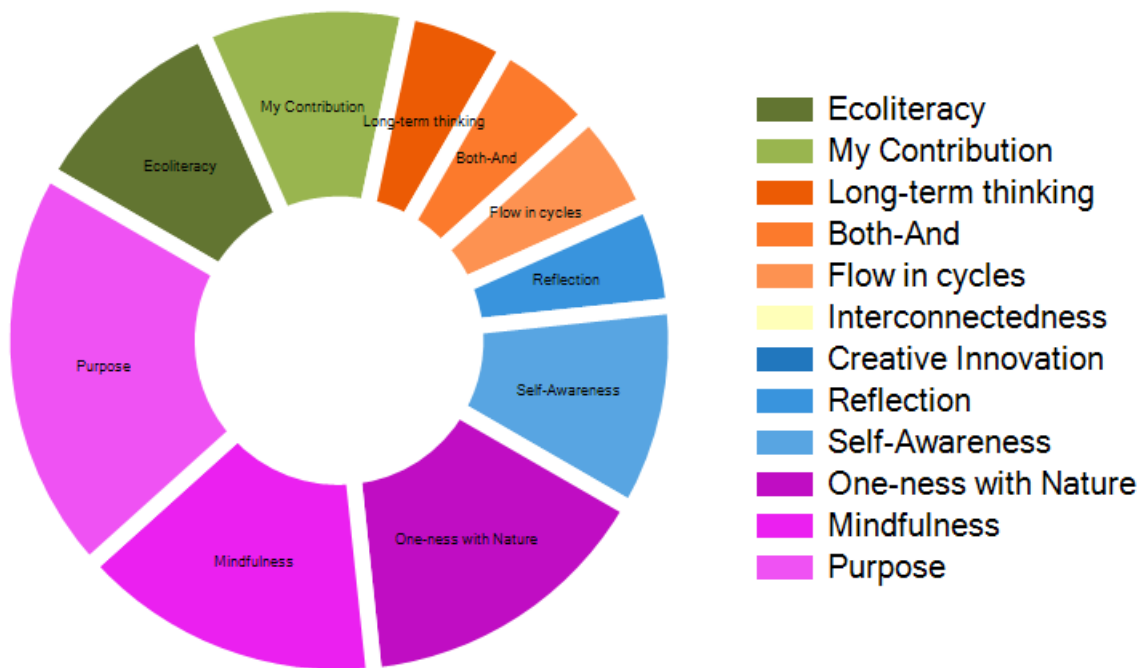 My Contribution
Long-term thinking
Both-And
Ecoliteracy
Flow in cycles
Reflection
Purpose
Self-Awareness
One-ness with Nature
Mindfulness
Ecoliteracy
My Contribution
Long-term thinking
Both-And
Flow in cycles
Interconnectedness
Creative Innovation
Reflection
Self-Awareness
One-ness with Nature
Mindfulness
Purpose